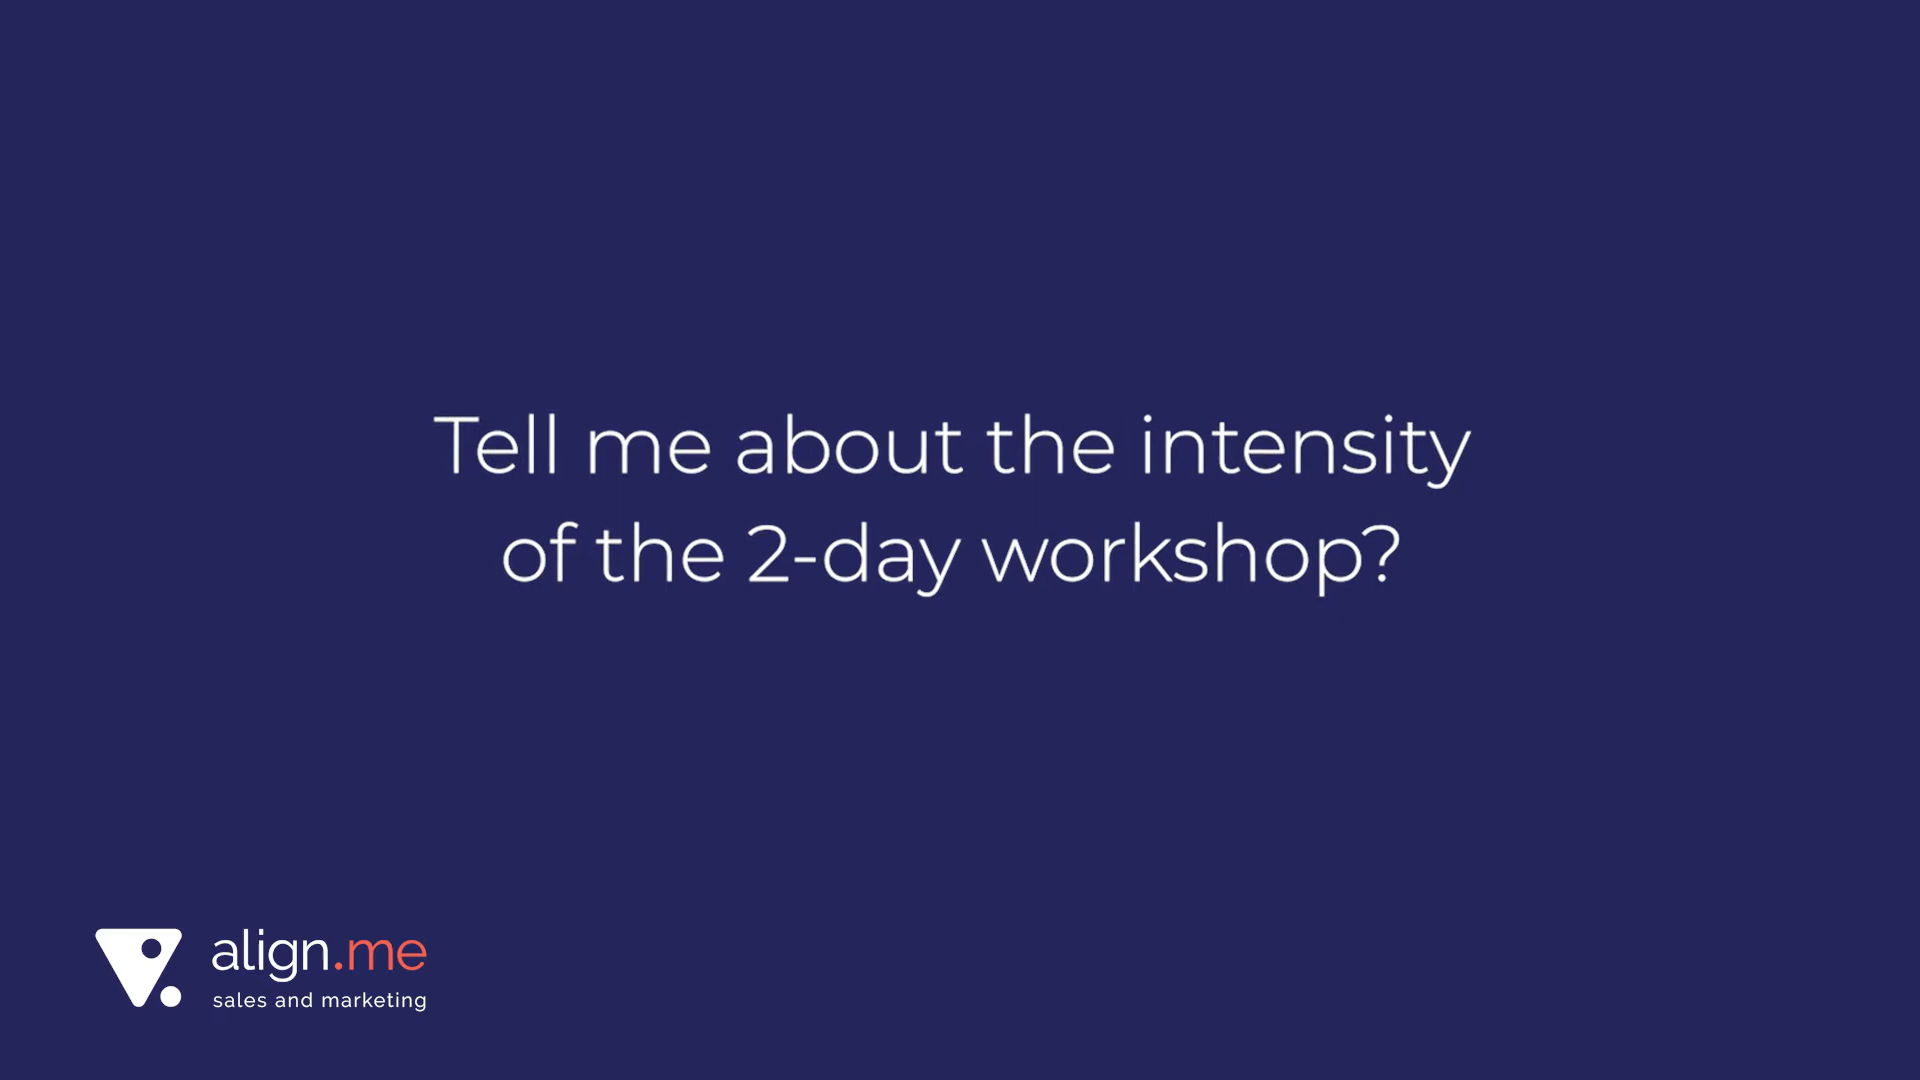 Tell me about the intensity
of the 2-day workshop?
align.me
sales and marketing